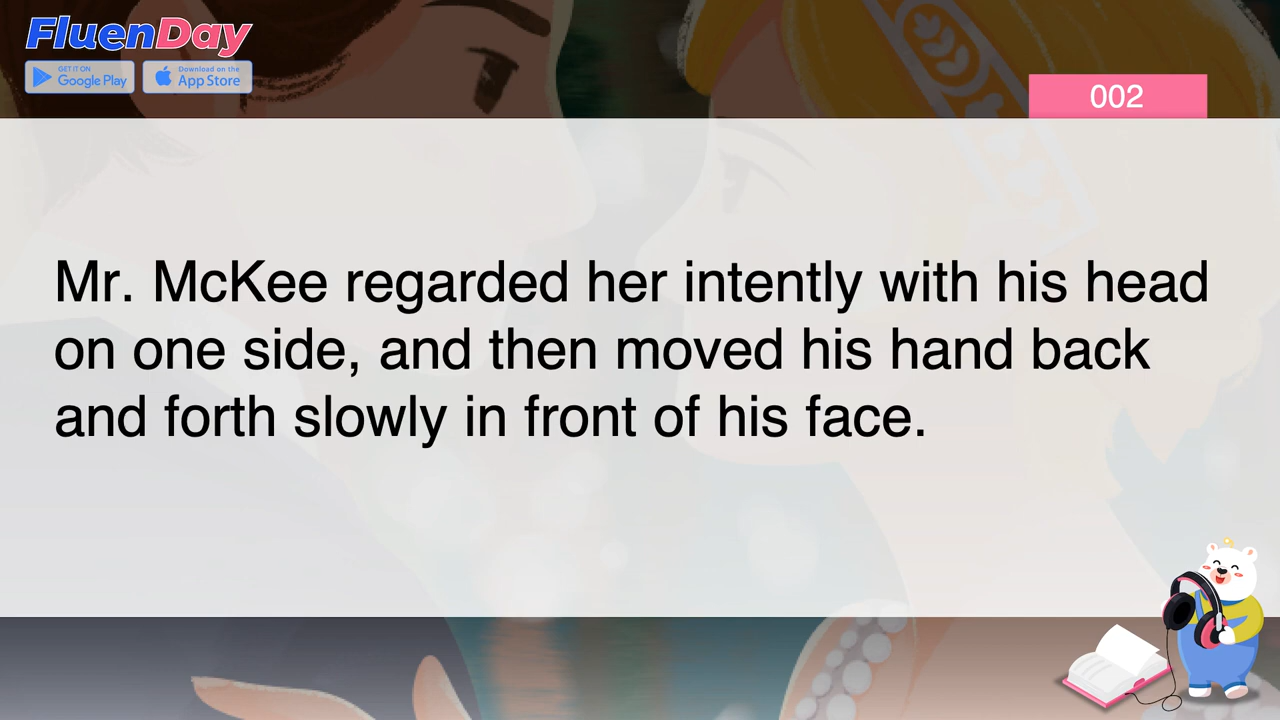 FluenDay
GET IT ON
Google Play
Download on the
App Store
002
Mr. McKee regarded her intently with his head
on one side, and then moved his hand back
and forth slowly in front of his face.